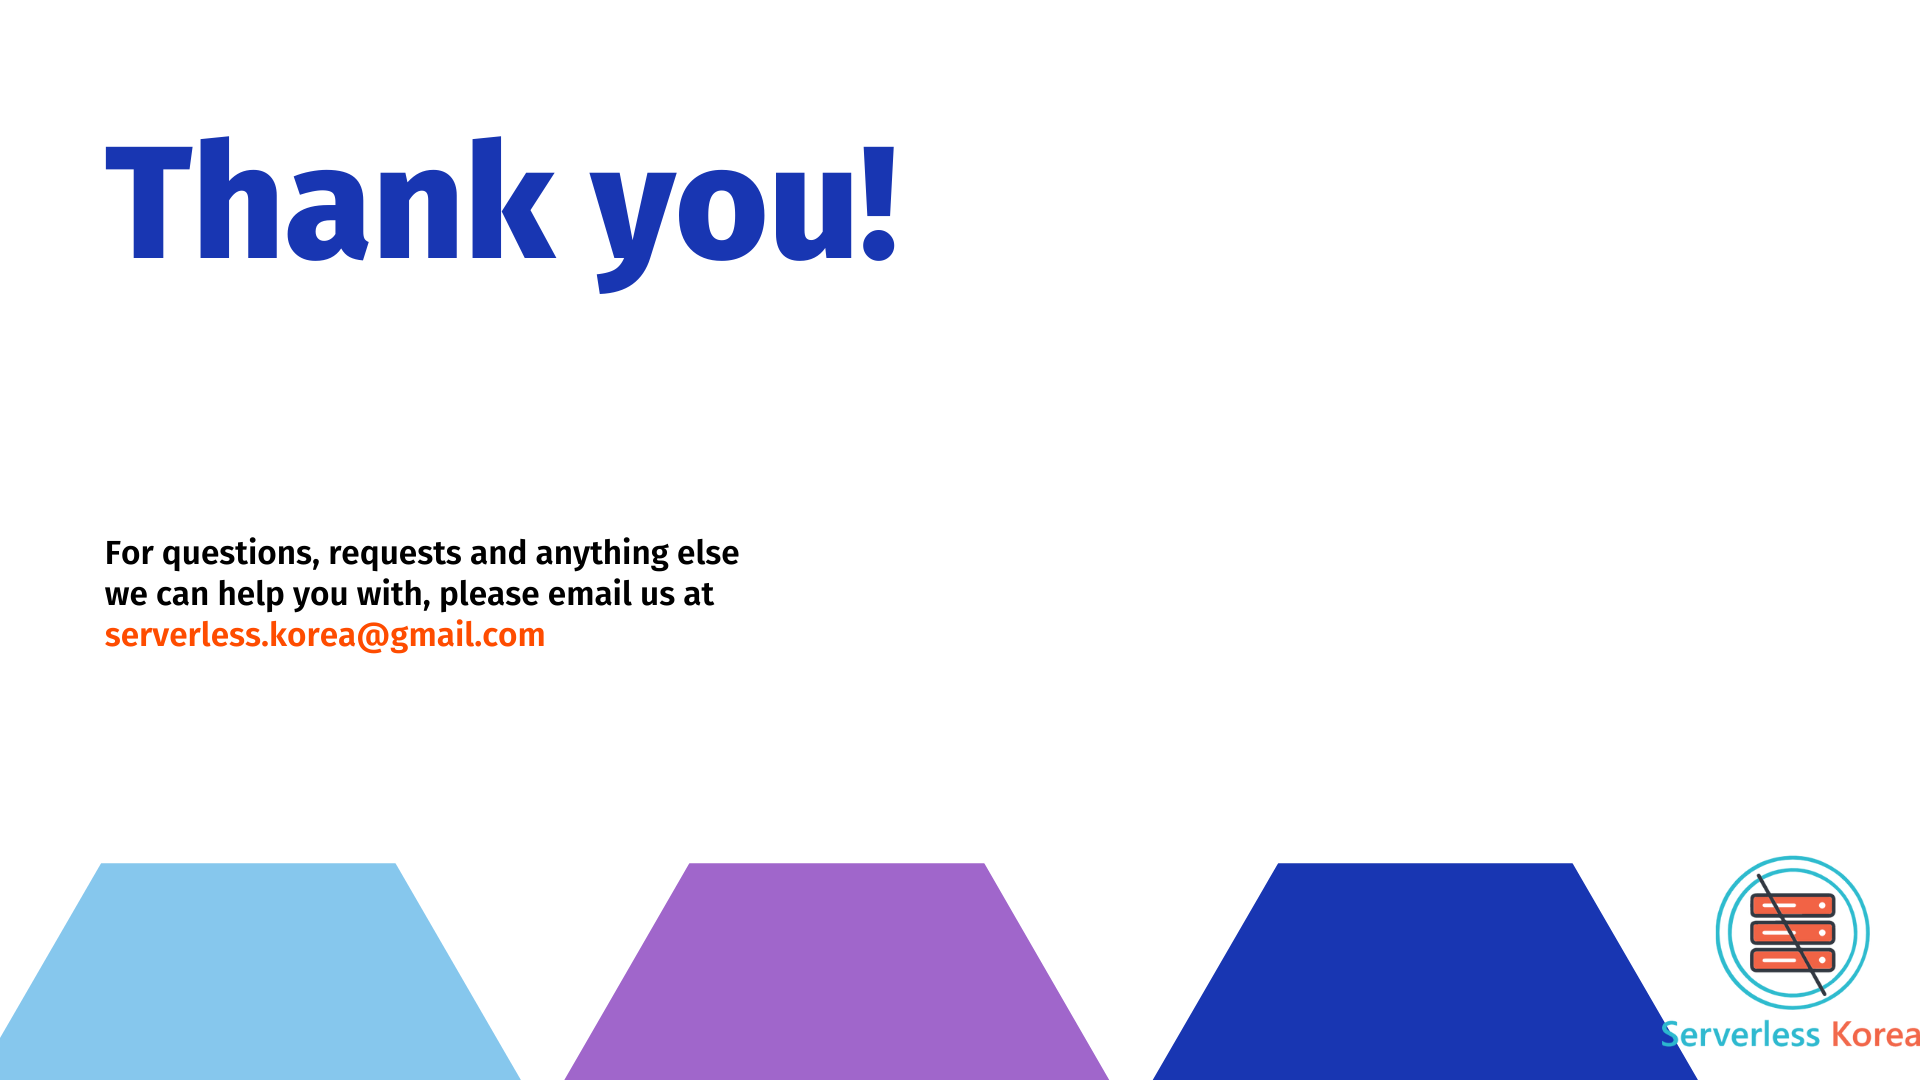 Thank you!
For questions, requests and anything else
we can help you with, please email us at
serverless.korea@gmail.com
Serverless Korea